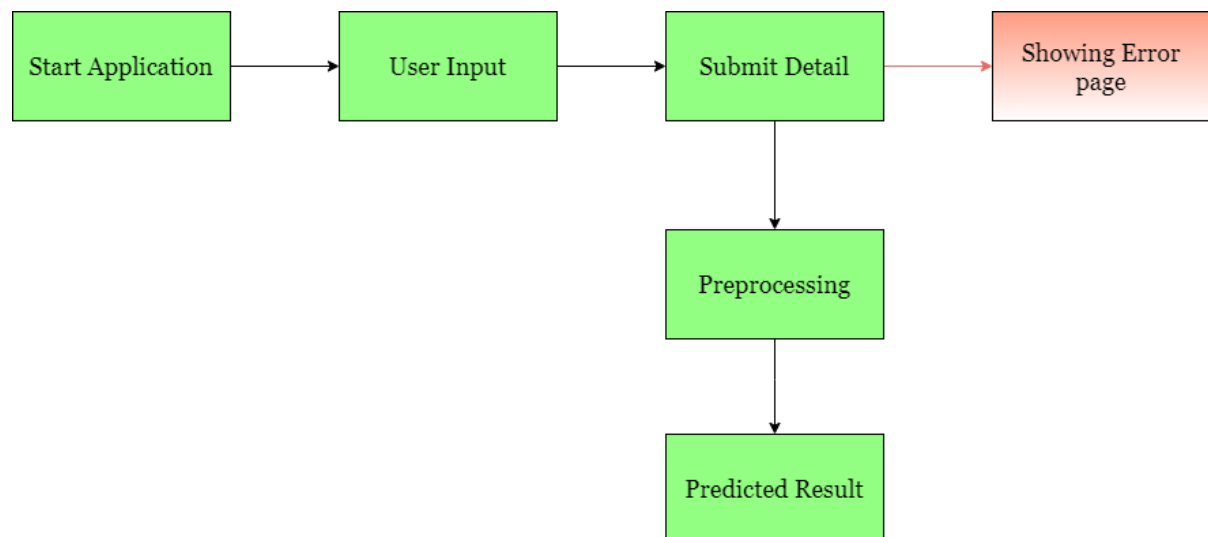 Start Application
User Input
Submit Detail
Showing Error
page
Preprocessing
Predicted Result